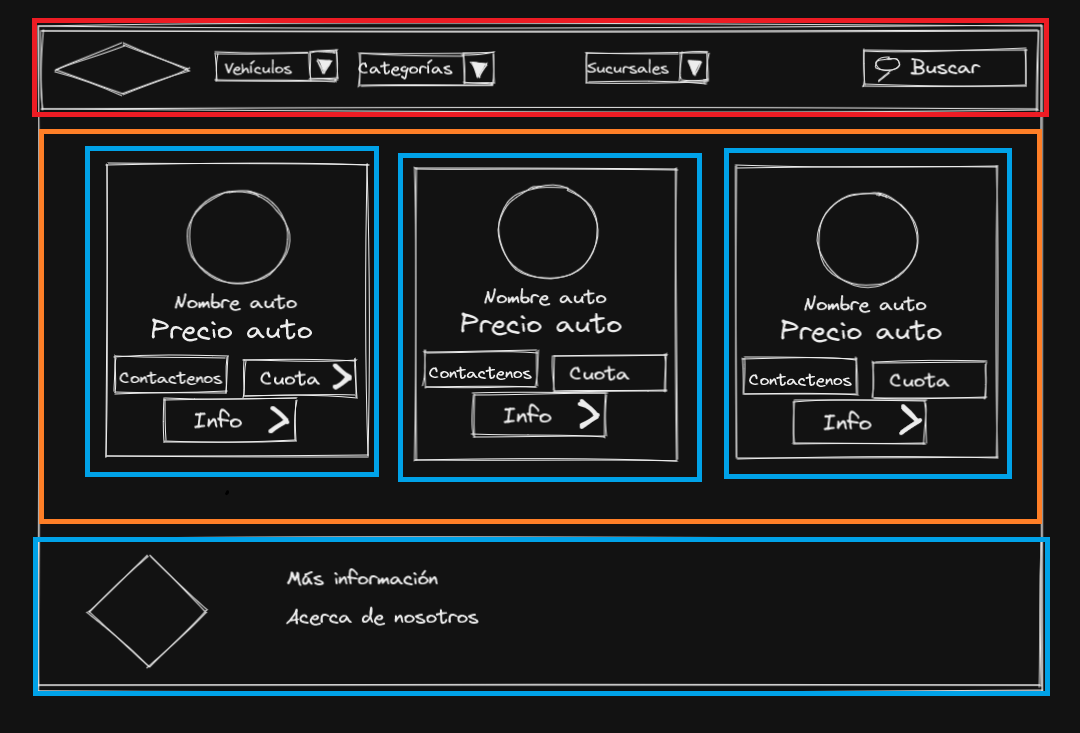 Vehículos Categorías Sucursales Buscar
Nombre auto
Precio auto
Contactenos Cuota
Info
Nombre auto
Precio auto
Contactenos Cuota
Info
Nombre auto
Precio auto
Contactenos Cuota
Info
Más información
Acerca de nosotros